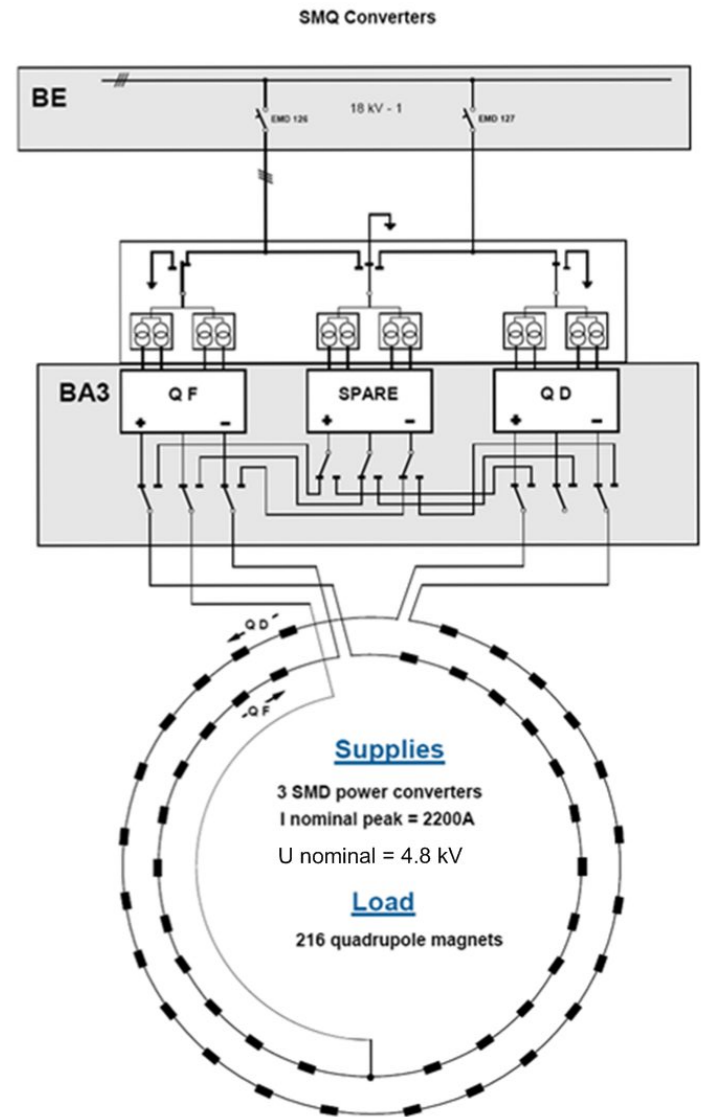 SMQ Converters
BE
18 kV - 1
EMD 126
EMD 127
BA3
Q F
SPARE
Q D
+
-
+
-
+
-
Q D
Q F
Supplies
3 SMD power converters
I nominal peak = 2200A
U nominal = 4.8 kV
Load
216 quadrupole magnets